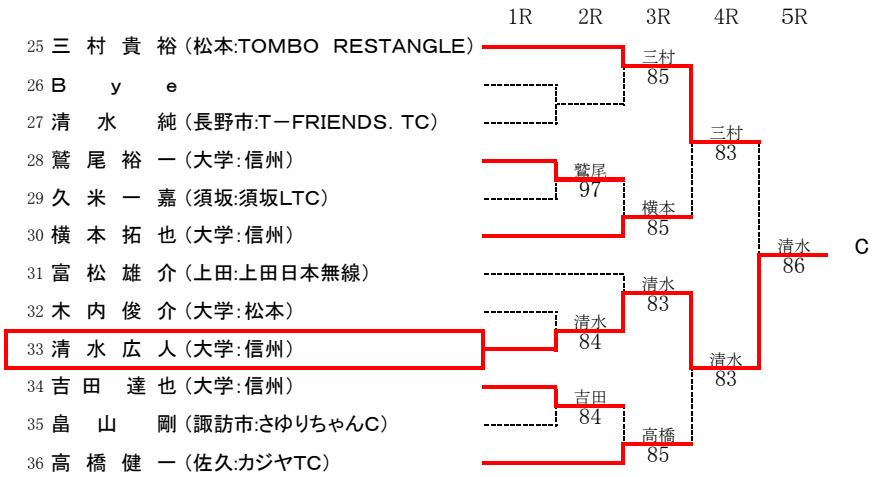 1R 2R 3R 4R 5R
25 三 村 貴 裕 (松本:TOMBO RESTANGLE)
三村
85
26 B y e
27 清 水 純 (長野市:T－FRIENDS．TC)
三村
83
28 鷲 尾 裕 一 (大学:信州)
鷲尾
97
29 久 米 一 嘉 (須坂:須坂LTC)
横本
85
30 横 本 拓 也 (大学:信州)
清水
86
C
31 富 松 雄 介 (上田:上田日本無線)
清水
83
32 木 内 俊 介 (大学:松本)
清水
84
33 清 水 広 人 (大学:信州)
清水
83
34 吉 田 達 也 (大学:信州)
吉田
84
35 畠 山 剛 (諏訪市:さゆりちゃんC)
高橋
85
36 高 橋 健 一 (佐久:カジヤTC)